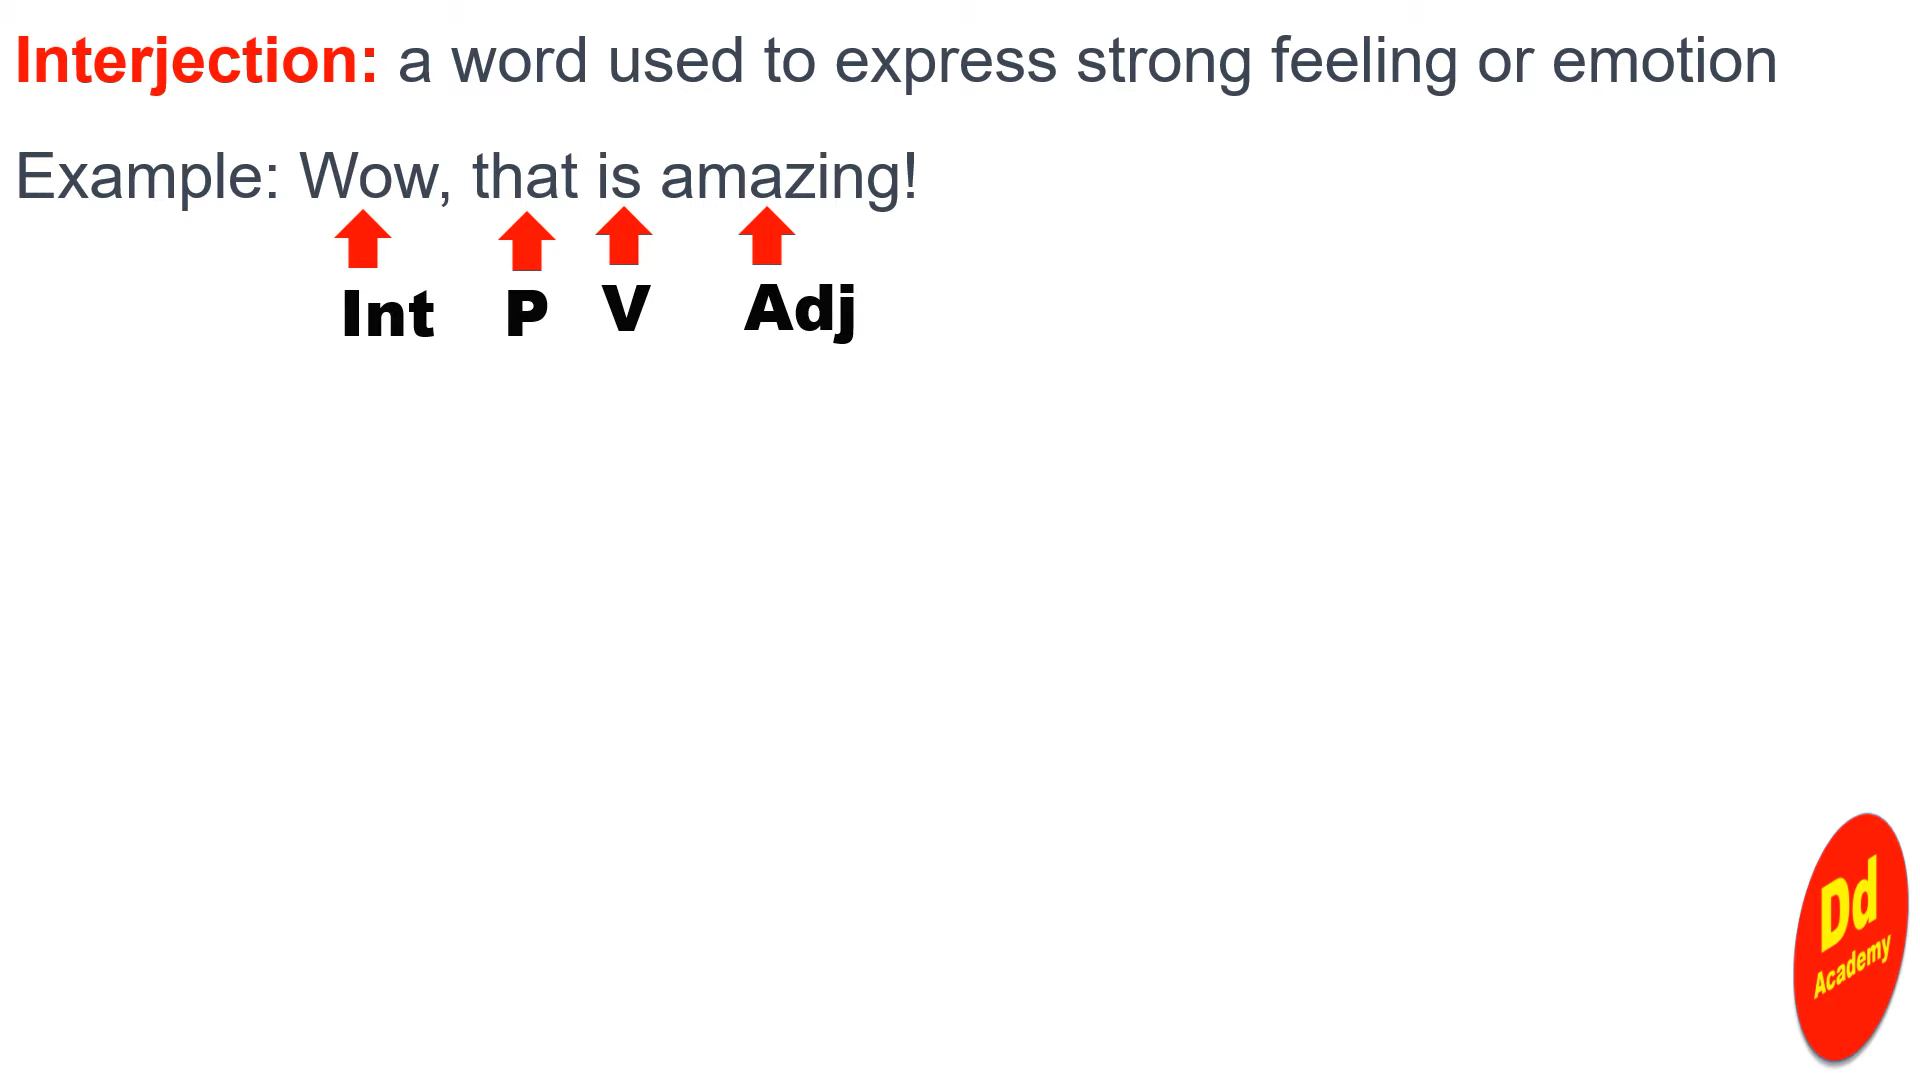 Interjection: a word used to express strong feeling or emotion
Example: Wow, that is amazing!
Int P V Adj
Dd
Academy